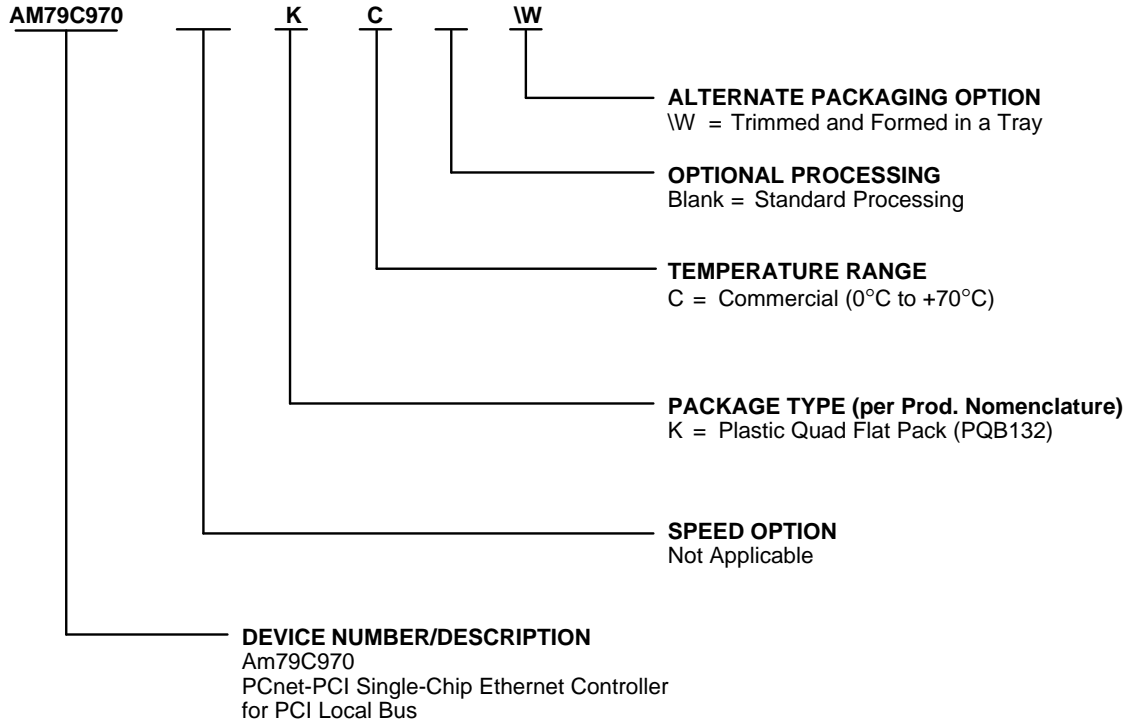 AM79C970 K C \W
ALTERNATE PACKAGING OPTION
\W = Trimmed and Formed in a Tray
OPTIONAL PROCESSING
Blank = Standard Processing
TEMPERATURE RANGE
C = Commercial (0°C to +70°C)
PACKAGE TYPE (per Prod. Nomenclature)
K = Plastic Quad Flat Pack (PQB132)
SPEED OPTION
Not Applicable
DEVICE NUMBER/DESCRIPTION
Am79C970
PCnet-PCI Single-Chip Ethernet Controller
for PCI Local Bus